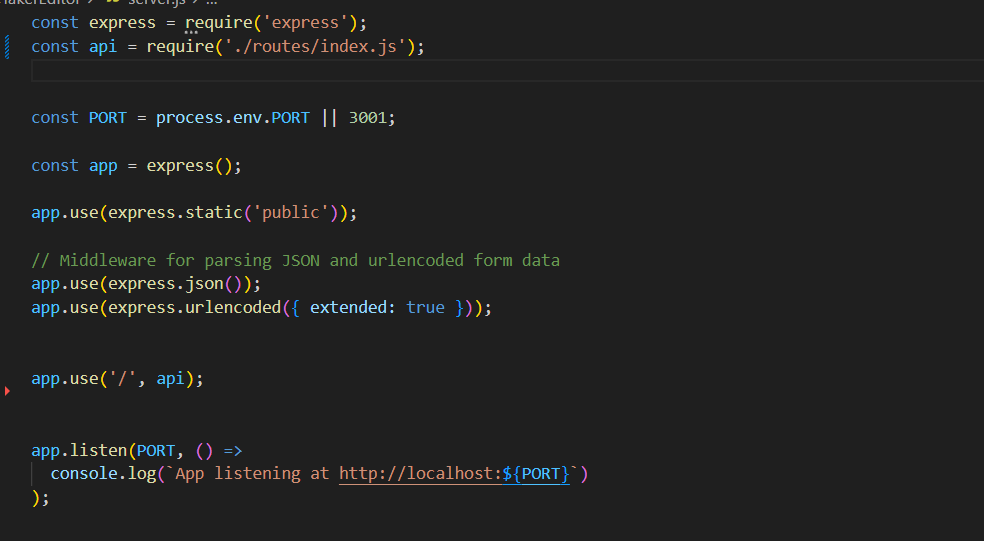 server.js > ...
const express = require('express');
const api = require('./routes/index.js');
const PORT = process.env.PORT || 3001;
const app = express();
app.use(express.static('public'));
// Middleware for parsing JSON and urlencoded form data
app.use(express.json());
app.use(express.urlencoded({ extended: true }));
app.use('/', api);
app.listen(PORT, () =>
console.log(`App listening at http://localhost:${PORT}`)
);